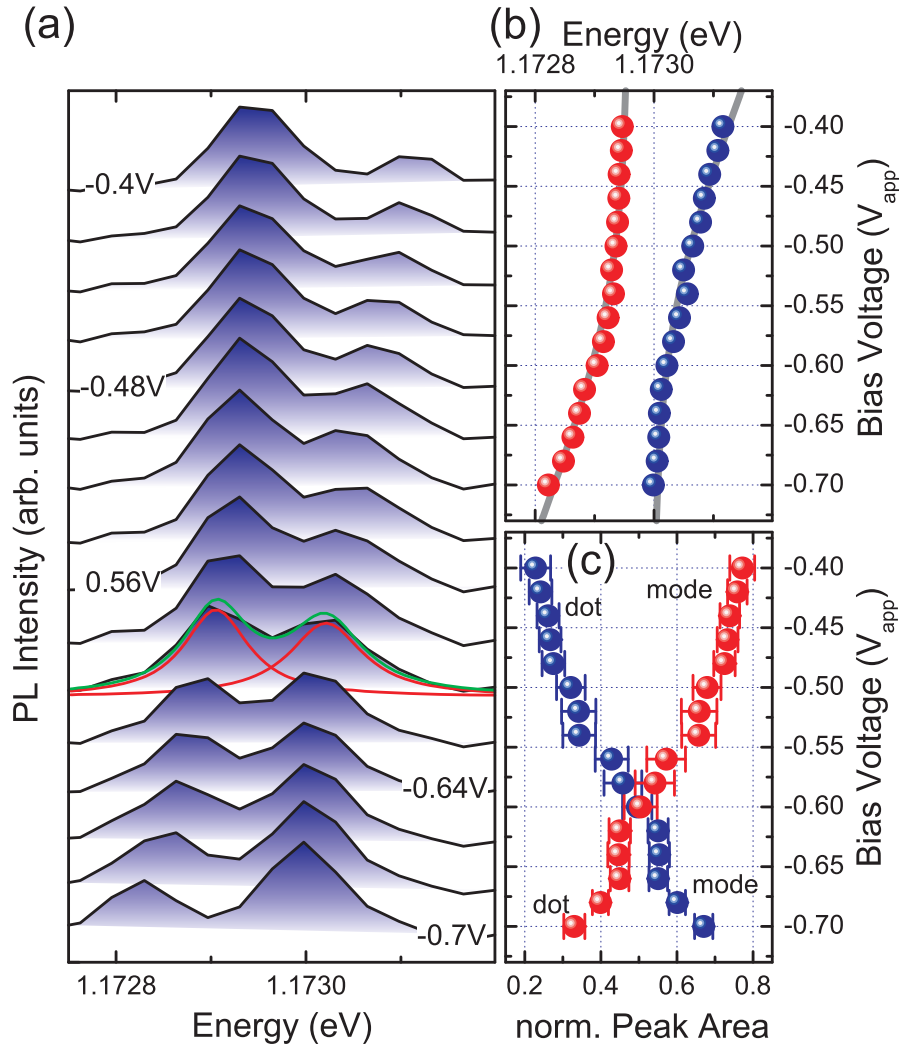 (a)
-0.4V
-0.48V
0.56V
-0.64V
-0.7V
PL Intensity (arb. units)
1.1728
1.1730
Energy (eV)
(b)
Energy (eV)
1.1728
1.1730
-0.40
-0.45
-0.50
-0.55
-0.60
-0.65
-0.70
Bias Voltage (Vapp)
(c)
dot
mode
dot
mode
-0.40
-0.45
-0.50
-0.55
-0.60
-0.65
-0.70
Bias Voltage (Vapp)
0.2
0.4
0.6
0.8
norm. Peak Area